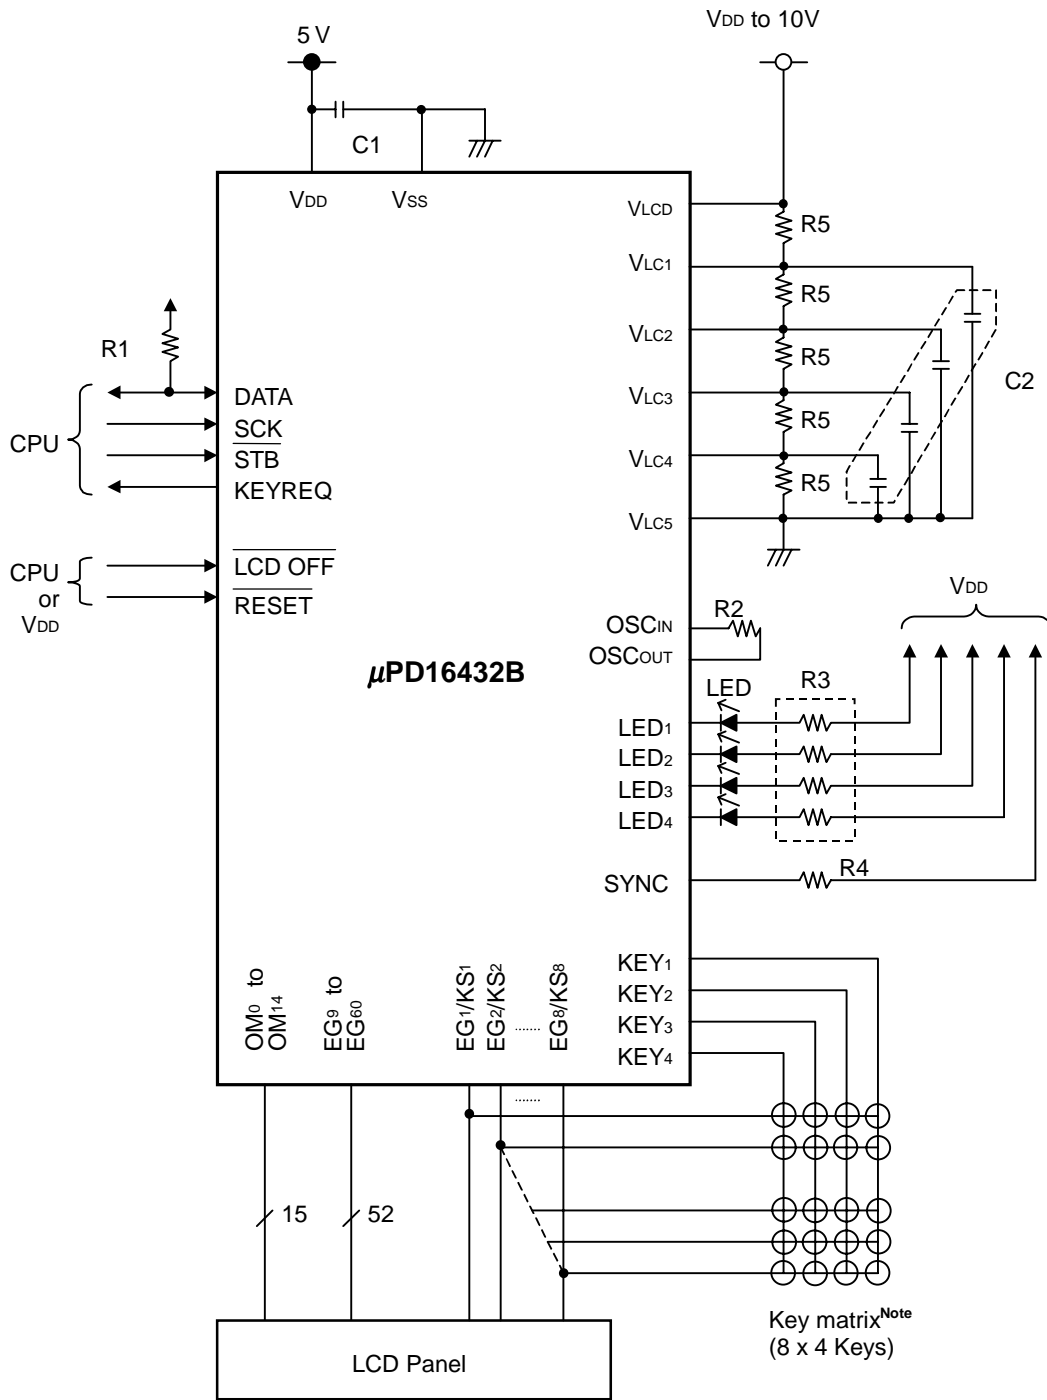 5 V
VDD to 10V
C1
VDD
VSS
VLCD
R5
VLC1
R5
VLC2
R5
C2
VLC3
R5
VLC4
R5
VLC5
R1
DATA
SCK
STB
KEYREQ
CPU
LCD OFF
RESET
CPU
or
VDD
μPD16432B
OSCIN
OSCOUT
R2
VDD
LED
R3
LED1
LED2
LED3
LED4
SYNC
R4
KEY1
KEY2
KEY3
KEY4
OM0 to
OM14
EG9 to
EG60
EG1/KS1
EG2/KS2
........
EG8/KS8
........
15
52
LCD Panel
Key matrixNote
(8 x 4 Keys)